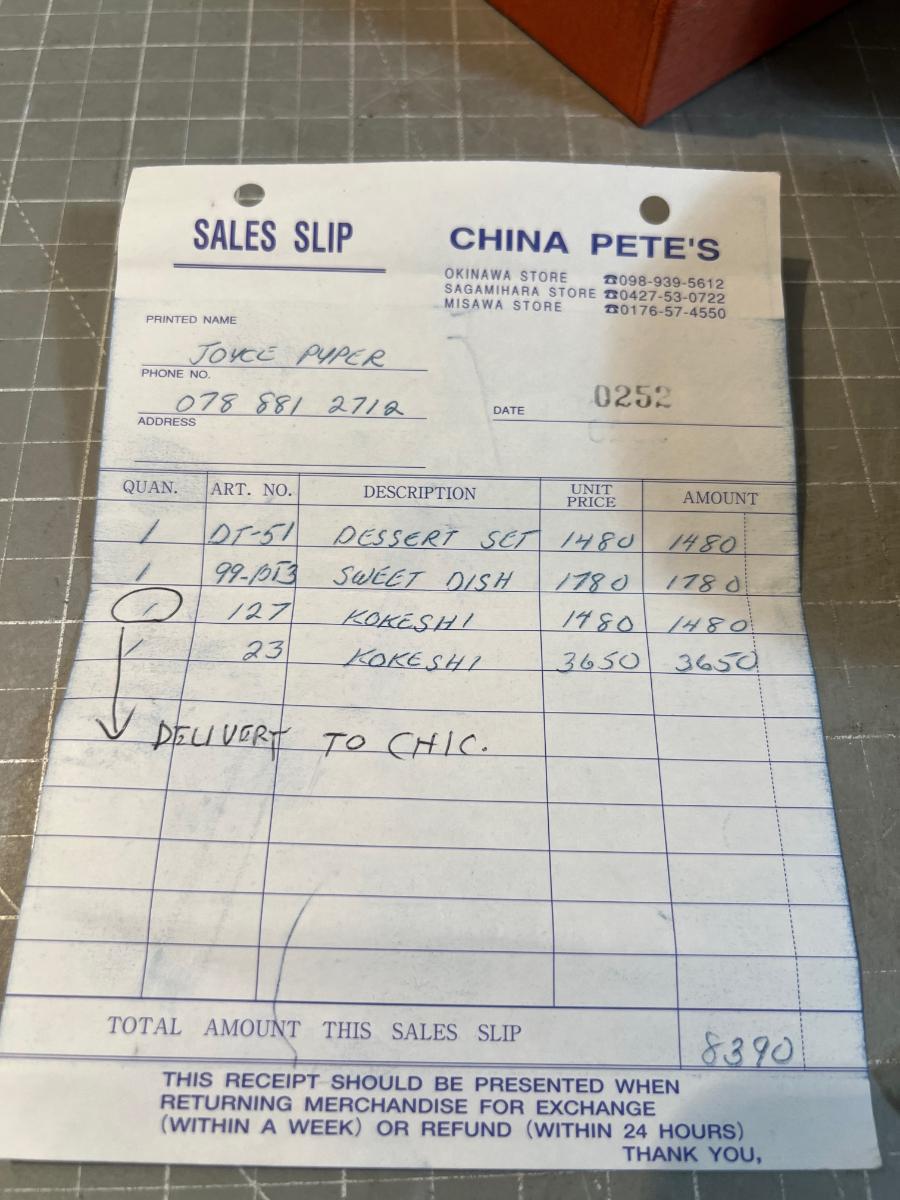 SALES SLIP
CHINA PETE'S
OKINAWA STORE ☎098-939-5612
SAGAMIHARA STORE ☎0427-53-0722
MISAWA STORE ☎0176-57-4550
PRINTED NAME
JOYCE PYPER
PHONE NO.
078 881 2712
ADDRESS
DATE 0252
QUAN. ART. NO. DESCRIPTION UNIT PRICE AMOUNT
1 DT-51 DESSERT SET 1480 1480
1 SWEET DISH 1780 1780
1 127 KOKESHI 1480 1480
1 23 KOKESHI 3650 3650
DELIVERY TO CHIC.
TOTAL AMOUNT THIS SALES SLIP 8390
THIS RECEIPT SHOULD BE PRESENTED WHEN
RETURNING MERCHANDISE FOR EXCHANGE
(WITHIN A WEEK) OR REFUND (WITHIN 24 HOURS)
THANK YOU,